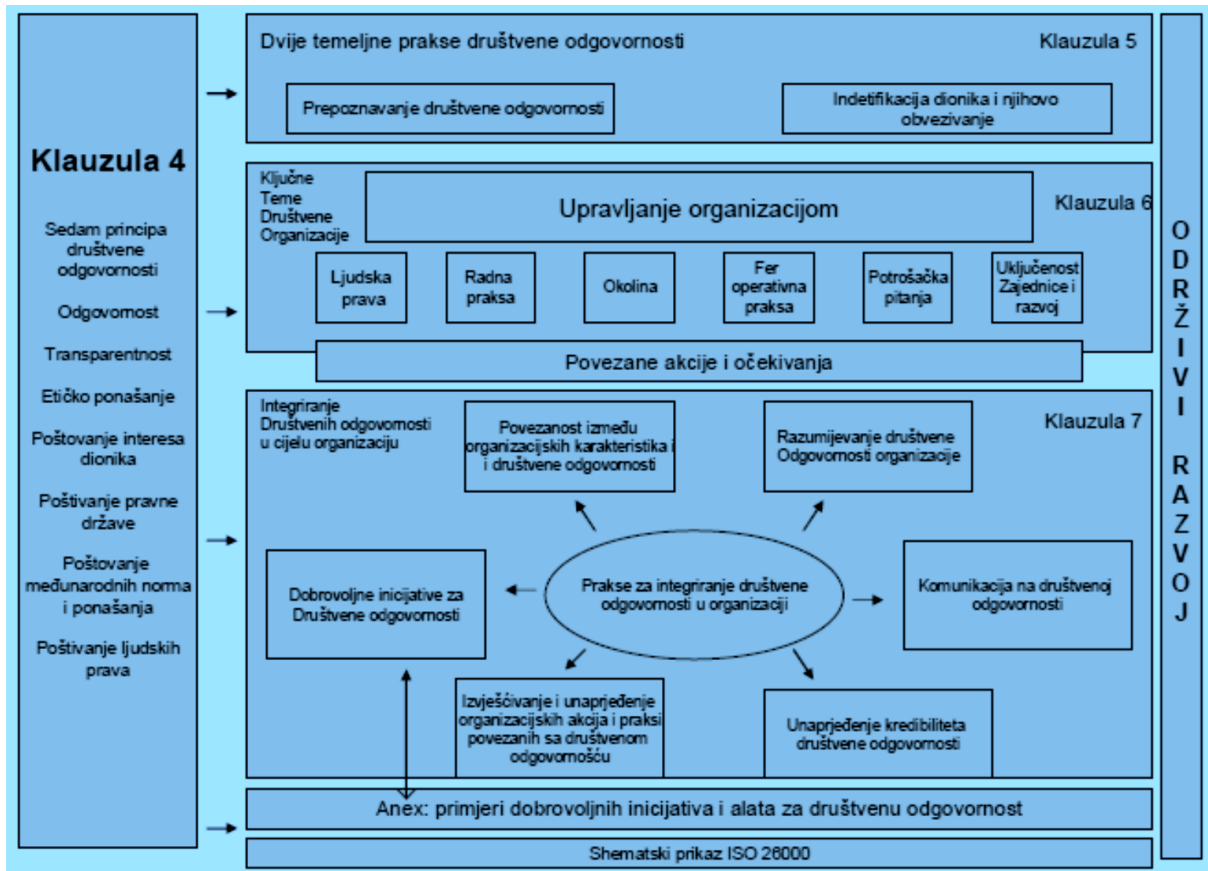 Klauzula 4
Sedam principa
društvene
odgovornosti
Odgovornost
Transparentnost
Etičko ponašanje
Poštovanje interesa
dionika
Poštivanje pravne
države
Poštovanje
međunarodnih norma
i ponašanja
Poštivanje ljudskih
prava
Dvije temeljne prakse društvene odgovornosti
Klauzula 5
Prepoznavanje društvene odgovornosti
Indetifikacija dionika i njihovo
obvezivanje
Ključne
Teme
Društvene
Organizacije
Upravljanje organizacijom
Klauzula 6
Ljudska
prava
Radna
praksa
Okolina
Fer
operativna
praksa
Potrošačka
pitanja
Uključenost
Zajednice i
razvoj
Povezane akcije i očekivanja
Integriranje
Društvenih odgovornosti
u cijelu organizaciju
Klauzula 7
Povezanost između
organizacijskih karakteristika i
i društvene odgovornosti
Razumijevanje društvene
Odgovornosti organizacije
Dobrovoljne inicijative za
Društvene odgovornosti
Prakse za integriranje društvene
odgovornosti u organizaciji
Komunikacija na društvenoj
odgovornosti
Izvješćivanje i unaprjeđenje
organizacijskih akcija i praksi
povezanih sa društvenom
odgovornošću
Unaprjeđenje kredibiliteta
društvene odgovornosti
Anex: primjeri dobrovoljnih inicijativa i alata za društvenu odgovornost
Shematski prikaz ISO 26000
ODRŽIVI RAZVOJ